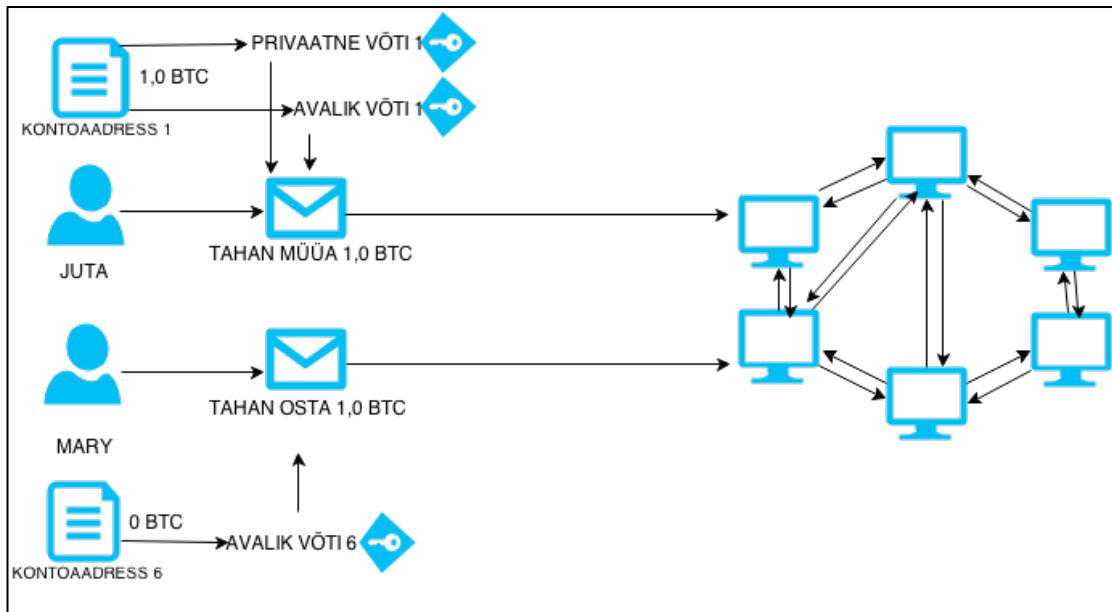 PRIVAATNE VÕTI 1
1,0 BTC
AVALIK VÕTI 1
KONTOAADRESS 1
TAHAN MÜÜA 1,0 BTC
JUTA
TAHAN OSTA 1,0 BTC
MARY
0 BTC
AVALIK VÕTI 6
KONTOAADRESS 6